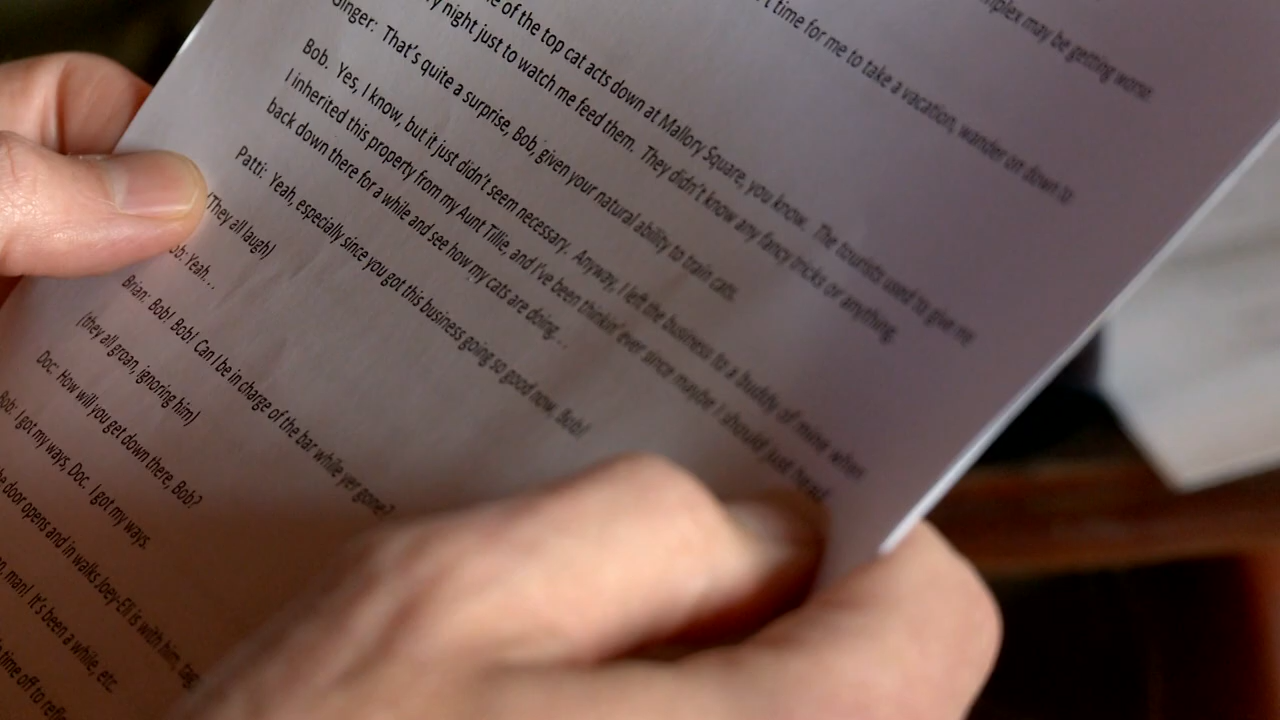 may be getting worse.
time for me to take a vacation, wander on down to
of the top cat acts down at Mallory Square, you know. The tourists used to give me
night just to watch me feed them. They didn't know any fancy tricks or anything.
Ginger: That's quite a surprise, Bob, given your natural ability to train cats.
Bob. Yes, I know, but it just didn't seem necessary. Anyway, I left the business to a buddy of mine when
I inherited this property from my Aunt Tillie, and I've been thinkin' ever since maybe I should just head
back down there for a while and see how my cats are doing...
Patti: Yeah, especially since you got this business going so good now, Bob!
(They all laugh)
Bob: Yeah...
Brian: Bob! Bob! Can I be in charge of the bar while yer gone?
(they all groan, ignoring him)
Doc: How will you get down there, Bob?
Bob: I got my ways, Doc. I got my ways.
door opens and in walks Joey-Elli is with him,
man! It's been a while, etc.
time off to